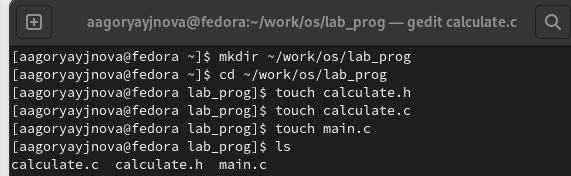 aagoryayjnova@fedora:~/work/os/lab_prog — gedit calculate.c
[aagoryayjnova@fedora ~]$ mkdir ~/work/os/lab_prog
[aagoryayjnova@fedora ~]$ cd ~/work/os/lab_prog
[aagoryayjnova@fedora lab_prog]$ touch calculate.h
[aagoryayjnova@fedora lab_prog]$ touch calculate.c
[aagoryayjnova@fedora lab_prog]$ touch main.c
[aagoryayjnova@fedora lab_prog]$ ls
calculate.c  calculate.h  main.c